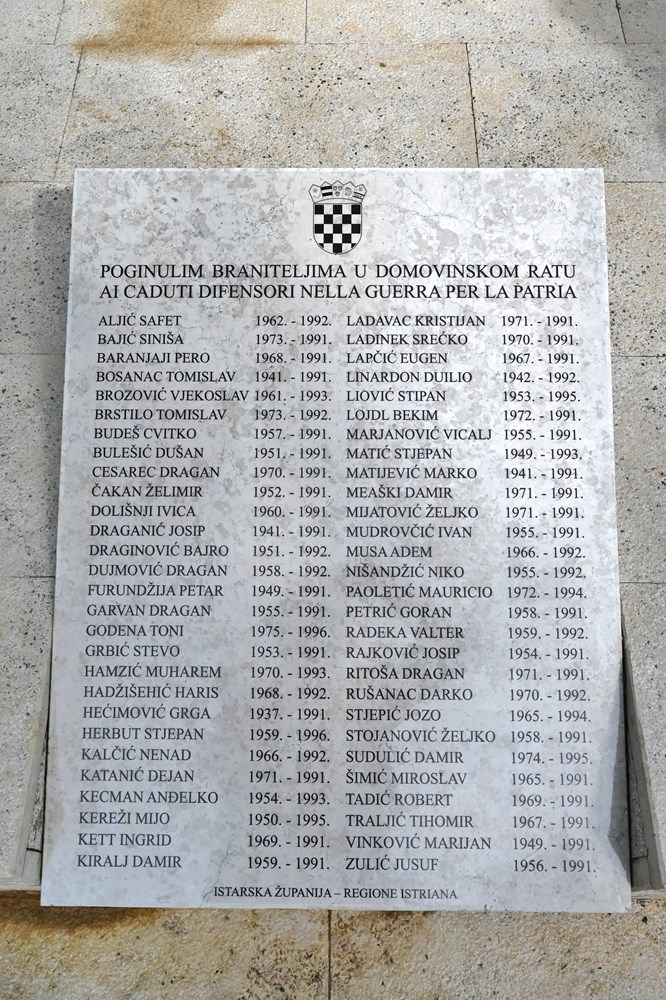 POGINULIM BRANITELJIMA U DOMOVINSKOM RATU
AI CADUTI DIFENSORI NELLA GUERRA PER LA PATRIA
ALJIĆ SAFET 1962. - 1992. LADAVAC KRISTIJAN 1971. - 1991.
BAJIĆ SINIŠA 1973. - 1991. LADINEK SREĆKO 1970. - 1991.
BARANJAJI PERO 1968. - 1991. LAPČIĆ EUGEN 1967. - 1991.
BOSANAC TOMISLAV 1941. - 1991. LINARDON DUILIO 1942. - 1992.
BROZOVIĆ VJEKOSLAV 1961. - 1993. LIOVIĆ STIPAN 1953. - 1995.
BRSTILO TOMISLAV 1973. - 1992. LOJDL BEKIM 1972. - 1991.
BUDEŠ CVITKO 1957. - 1991. MARJANOVIĆ VICALJ 1955. - 1991.
BULEŠIĆ DUŠAN 1951. - 1991. MATIĆ STJEPAN 1949. - 1993.
CESAREC DRAGAN 1970. - 1991. MATIJEVIĆ MARKO 1941. - 1991.
ČAKAN ŽELIMIR 1952. - 1991. MEAŠKI DAMIR 1971. - 1991.
DOLIŠNJI IVICA 1960. - 1991. MIJATOVIĆ ŽELJKO 1971. - 1991.
DRAGANIĆ JOSIP 1941. - 1991. MUDROVČIĆ IVAN 1955. - 1991.
DRAGINOVIĆ BAJRO 1951. - 1992. MUSA ADEM 1966. - 1992.
DUJMOVIĆ DRAGAN 1958. - 1992. NIŠANDŽIĆ NIKO 1955. - 1992.
FURUNDŽIJA PETAR 1949. - 1991. PAOLETIĆ MAURICIO 1972. - 1994.
GARVAN DRAGAN 1955. - 1991. PETRIĆ GORAN 1958. - 1991.
GODENA TONI 1975. - 1996. RADEKA VALTER 1959. - 1992.
GRBIĆ STEVO 1953. - 1991. RAJKOVIĆ JOSIP 1954. - 1991.
HAMZIĆ MUHAREM 1970. - 1993. RITOŠA DRAGAN 1971. - 1991.
HADŽIŠEHIĆ HARIS 1968. - 1992. RUŠANAC DARKO 1970. - 1992.
HEĆIMOVIĆ GRGA 1937. - 1991. STJEPIĆ JOZO 1965. - 1994.
HERBUT STJEPAN 1959. - 1996. STOJANOVIĆ ŽELJKO 1958. - 1991.
KALČIĆ NENAD 1966. - 1992. SUDULIĆ DAMIR 1974. - 1995.
KATANIĆ DEJAN 1971. - 1991. ŠIMIĆ MIROSLAV 1965. - 1991.
KECMAN ANĐELKO 1954. - 1993. TADIĆ ROBERT 1969. - 1991.
KEREŽI MIJO 1950. - 1995. TRALJIĆ TIHOMIR 1967. - 1991.
KETT INGRID 1969. - 1991. VINKOVIĆ MARIJAN 1949. - 1991.
KIRALJ DAMIR 1959. - 1991. ZULIĆ JUSUF 1956. - 1991.
ISTARSKA ŽUPANIJA – REGIONE ISTRIANA